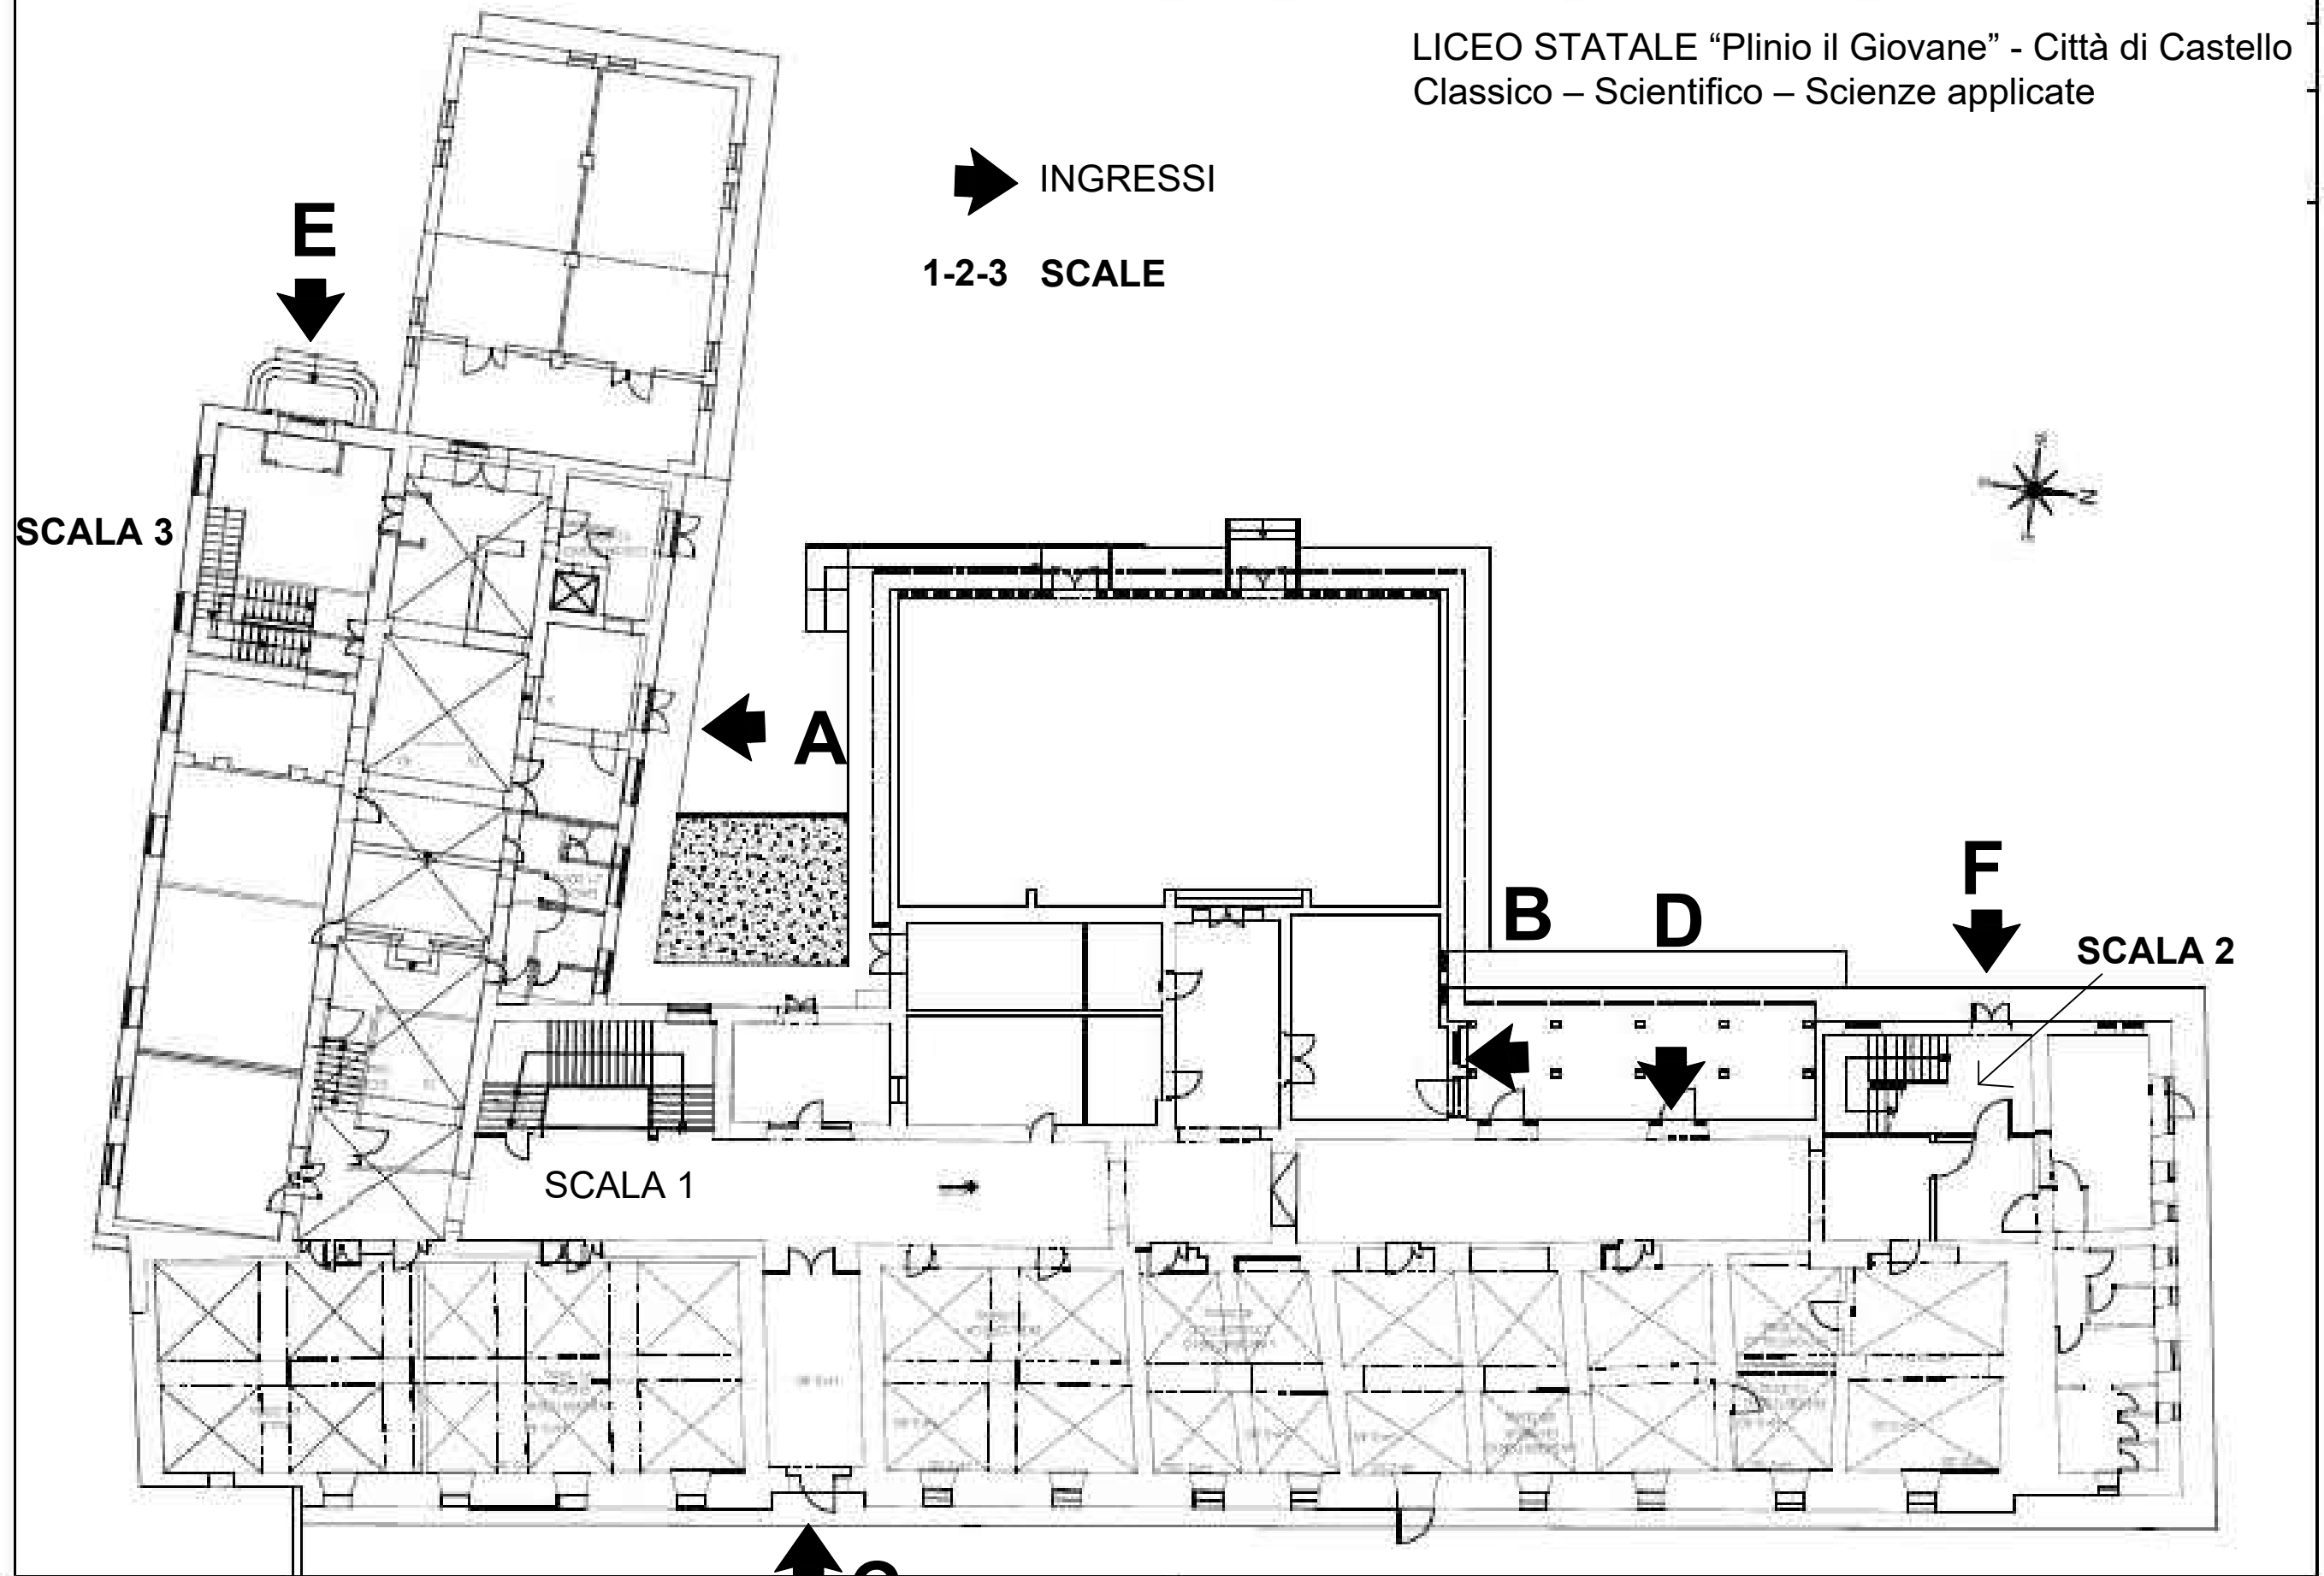 LICEO STATALE “Plinio il Giovane” - Città di Castello
Classico – Scientifico – Scienze applicate
INGRESSI
1-2-3 SCALE
E
SCALA 3
N
A
F
B
D
SCALA 2
SCALA 1
C